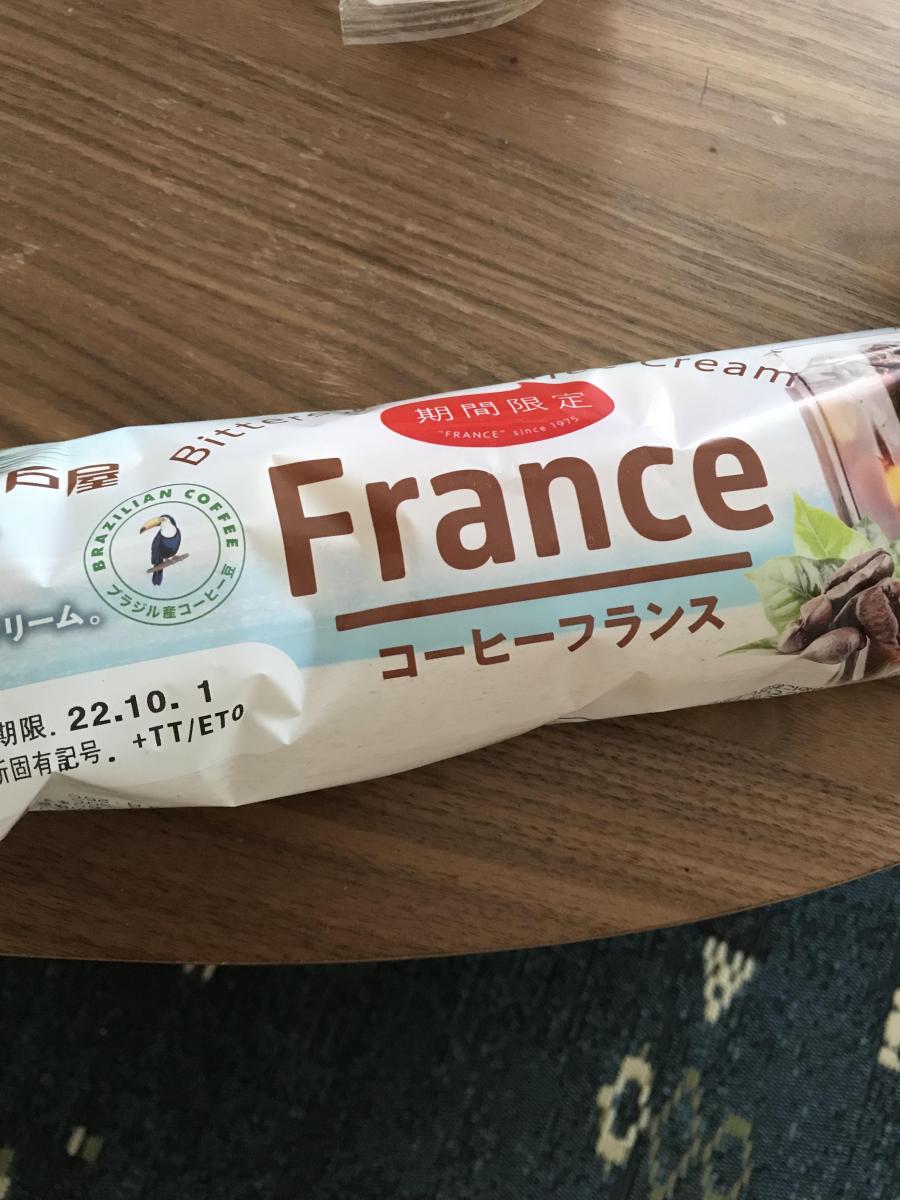 期間限定
"FRANCE" since 1975
Cream
屋
BRAZILIAN COFFEE
ブラジル産コーヒー豆
France
コーヒーフランス
リーム。
期限. 22.10. 1
所固有記号. +TT/ETO